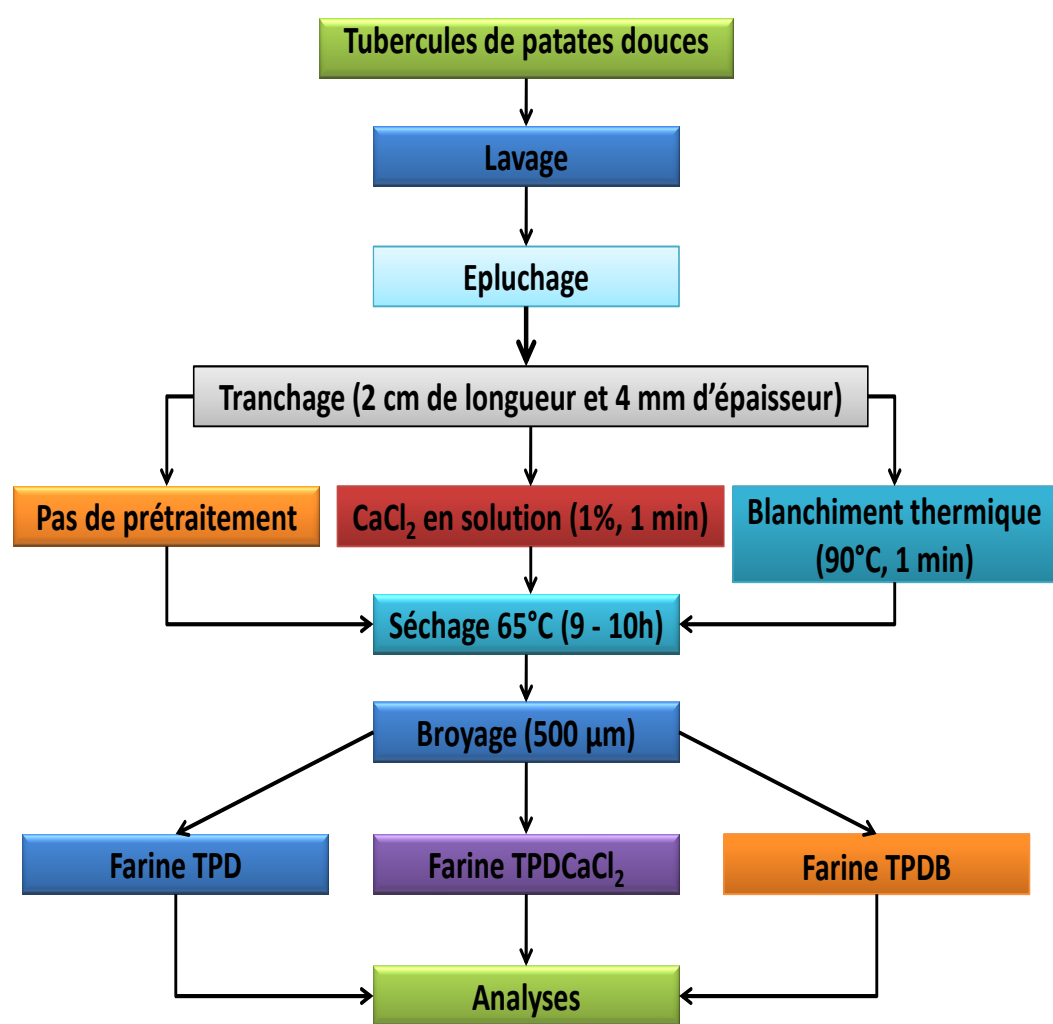 Tubercules de patates douces
Lavage
Epluchage
Tranchage (2 cm de longueur et 4 mm d'épaisseur)
Pas de prétraitement
CaCl₂ en solution (1%, 1 min)
Blanchiment thermique
(90°C, 1 min)
Séchage 65°C (9 - 10h)
Broyage (500 µm)
Farine TPD
Farine TPDCaCl₂
Farine TPDB
Analyses